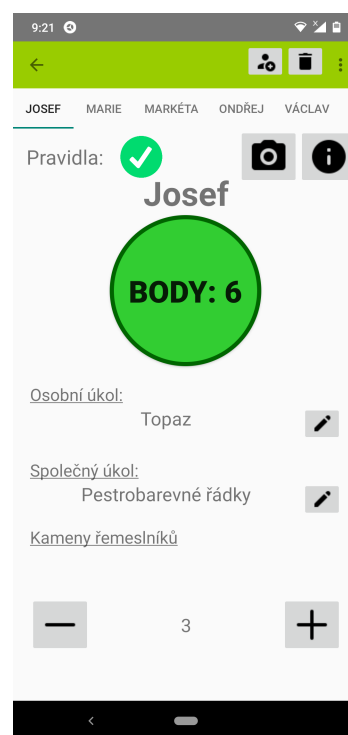 9:21
JOSEF MARIE MARKÉTA ONDŘEJ VÁCLAV
Pravidla:
Josef
BODY: 6
Osobní úkol:
Topaz
Společný úkol:
Pestrobarevné řádky
Kameny řemeslníků
3